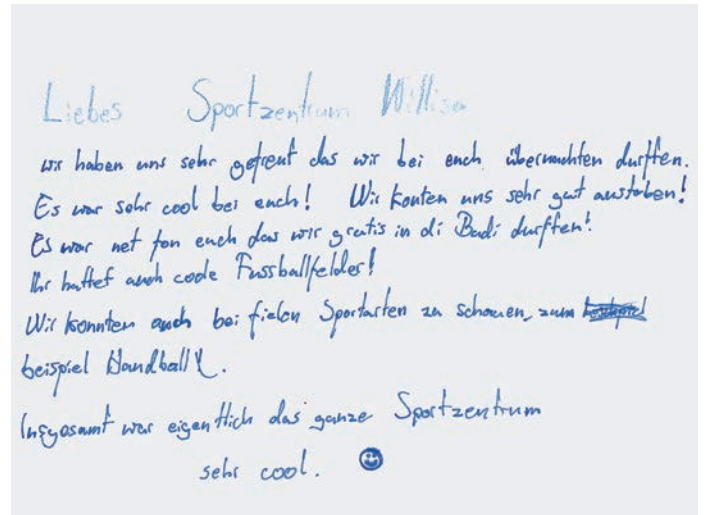 Liebes Sportzentrum Willisau
wir haben uns sehr gefreut das wir bei euch übernachten durften.
Es war sehr cool bei euch! Wir konten uns sehr gut austoben!
Es war net fon euch das wir gratis in di Badi durften!
Ihr hattet auch coole Fussballfelder!
Wir konnten auch bei fielen Sportarten zu schauen, zum
beispiel Handball.
Insgesamt war eigentlich das ganze Sportzentrum
sehr cool. ☺